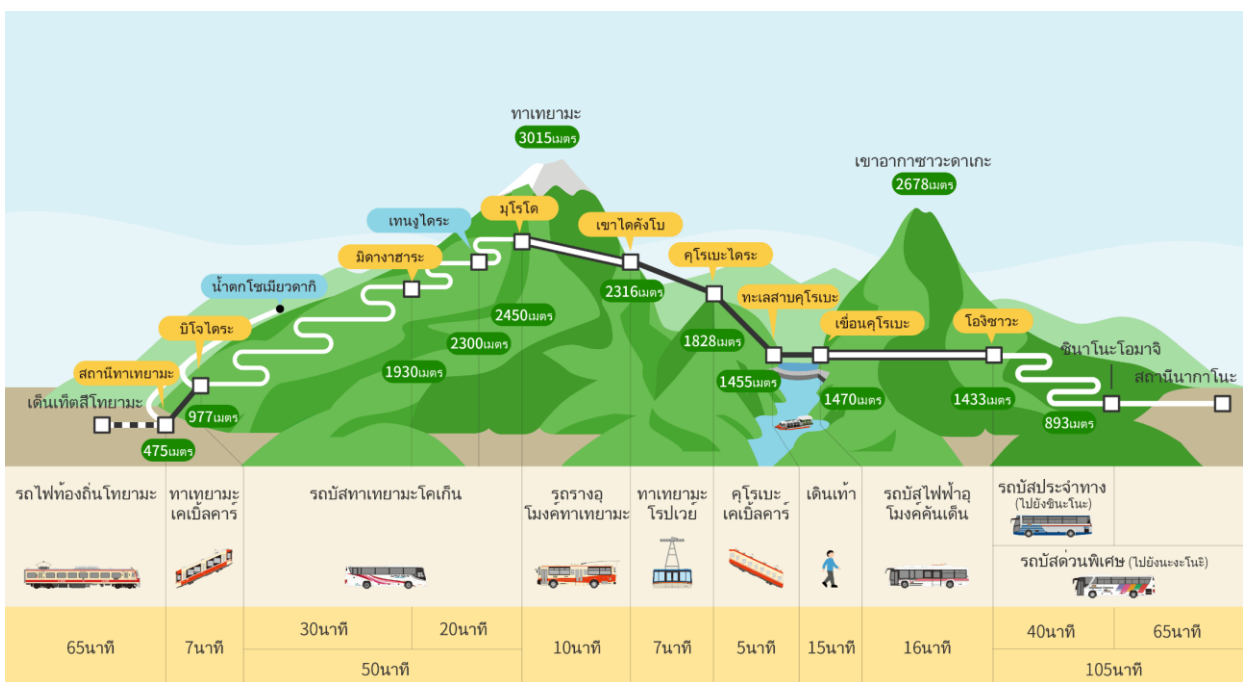 ทาเทยามะ
3015เมตร
เขาอากาซาวะดาเกะ
2678เมตร
มุโรโด
เทนงูไดระ
เขาไดคังโบ
มิดางาฮาระ
คุโรเบะไดระ
น้ำตกโชเมียวดากิ
2316เมตร
ทะเลสาบคุโรเบะ
2450เมตร
บิโจไดระ
เขื่อนคุโรเบะ
โองิซาวะ
2300เมตร
1828เมตร
ชินาโนะโอมาจิ
1930เมตร
สถานีทาเทยามะ
1455เมตร
สถานีนากาโนะ
เด็นเท็ตสึโทยามะ
977เมตร
1470เมตร
1433เมตร
893เมตร
475เมตร
รถไฟท้องถิ่นโทยามะ
ทาเทยามะ
เคเบิ้ลคาร์
รถบัสทาเทยามะโคเก็น
รถรางอุ
โมงค์ทาเทยามะ
ทาเทยามะ
โรปเวย์
คุโรเบะ
เคเบิ้ลคาร์
เดินเท้า
รถบัสไฟฟ้าอุ
โมงค์คันเด็น
รถบัสประจำทาง
(ไปยังชินะโนะ)
รถบัสด่วนพิเศษ (ไปยังนะงะโนะ)
65นาที
7นาที
30นาที
20นาที
50นาที
10นาที
7นาที
5นาที
15นาที
16นาที
40นาที
65นาที
105นาที